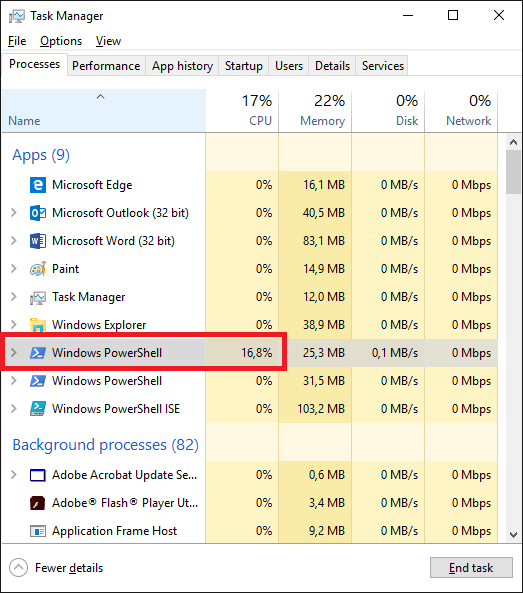 Task Manager
File Options View
Processes Performance App history Startup Users Details Services
17% 22% 0% 0%
Name CPU Memory Disk Network
Apps (9)
Microsoft Edge 0% 16,1 MB 0 MB/s 0 Mbps
Microsoft Outlook (32 bit) 0% 40,5 MB 0 MB/s 0 Mbps
Microsoft Word (32 bit) 0% 83,1 MB 0 MB/s 0 Mbps
Paint 0% 14,9 MB 0 MB/s 0 Mbps
Task Manager 0% 12,0 MB 0 MB/s 0 Mbps
Windows Explorer 0% 38,9 MB 0 MB/s 0 Mbps
Windows PowerShell 16,8% 25,3 MB 0,1 MB/s 0 Mbps
Windows PowerShell 0% 31,5 MB 0 MB/s 0 Mbps
Windows PowerShell ISE 0% 103,2 MB 0 MB/s 0 Mbps
Background processes (82)
Adobe Acrobat Update Se... 0% 0,6 MB 0 MB/s 0 Mbps
Adobe® Flash® Player Ut... 0% 3,4 MB 0 MB/s 0 Mbps
Application Frame Host 0% 9,2 MB 0 MB/s 0 Mbps
Fewer details End task